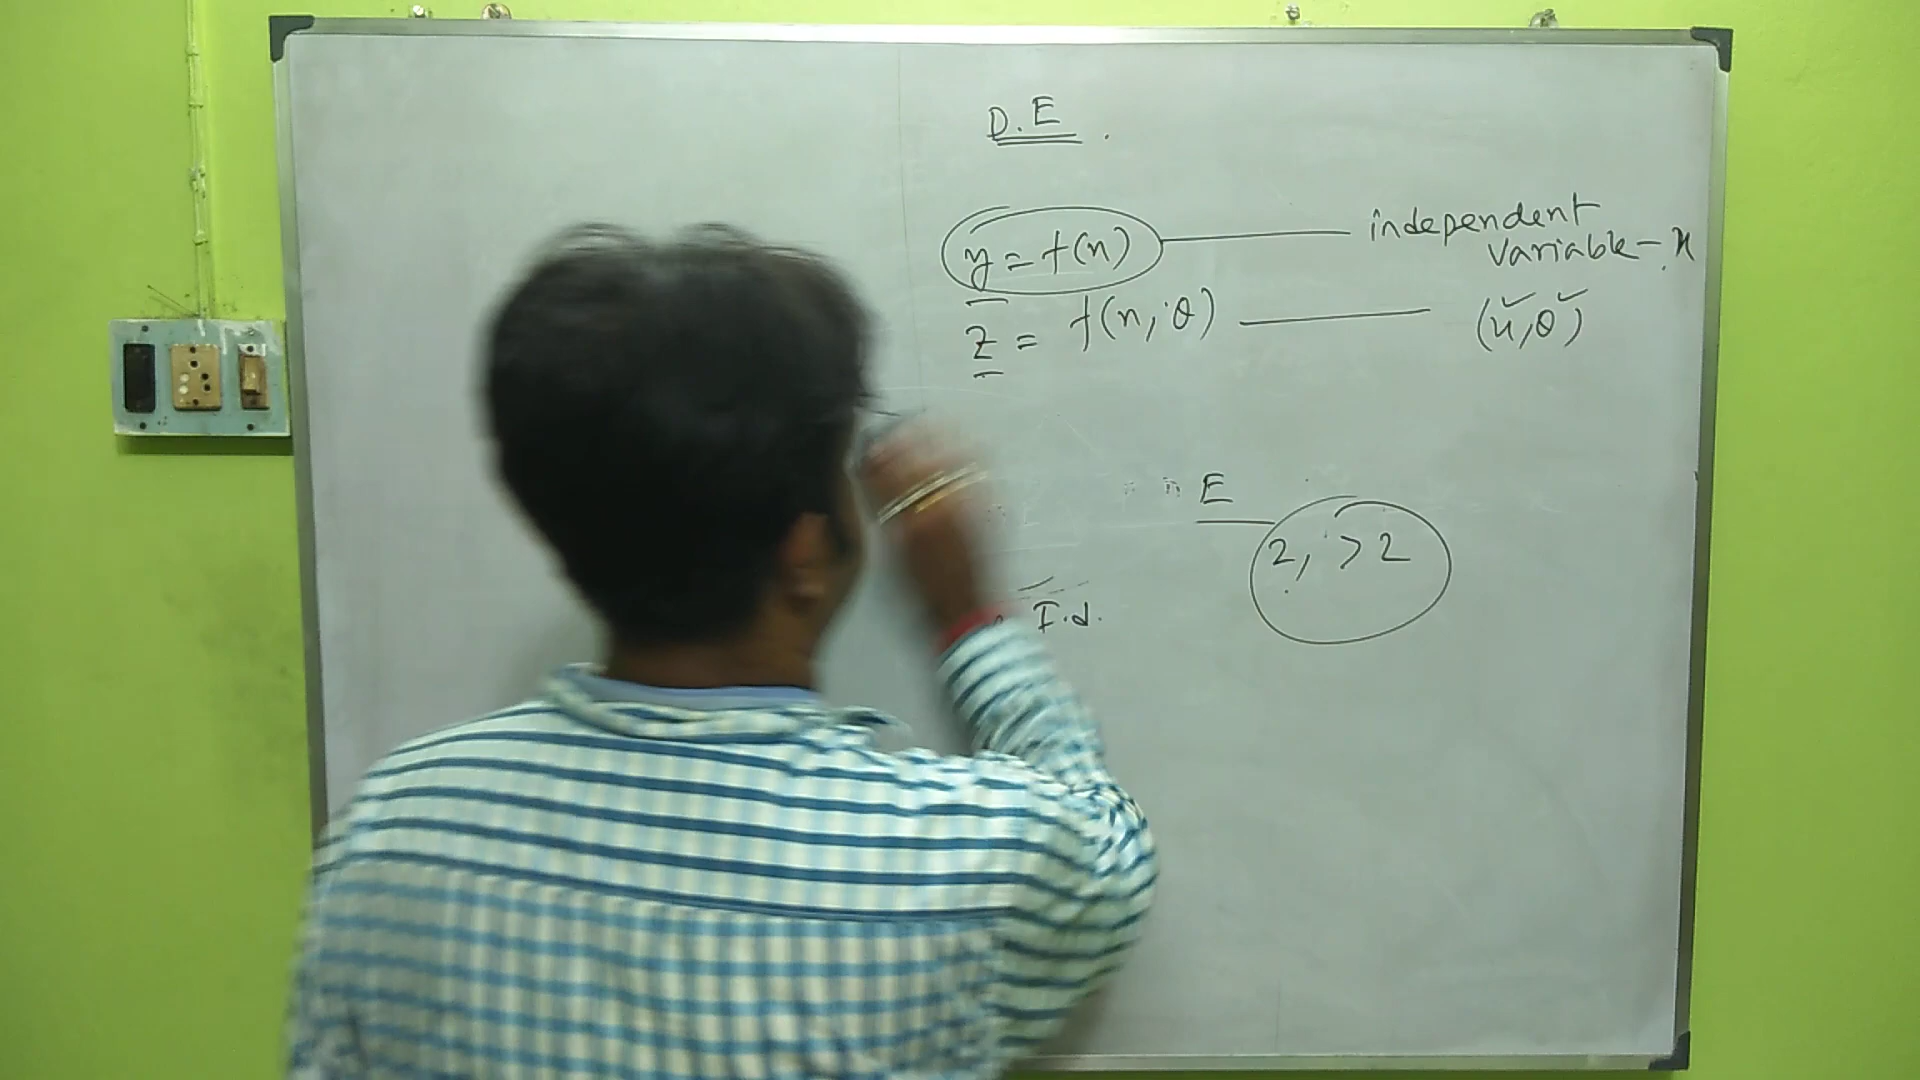 D.E.
y = f(x) — independent variable - x
z = f(x, θ) — (x, θ)
E
2, >2
I.d.